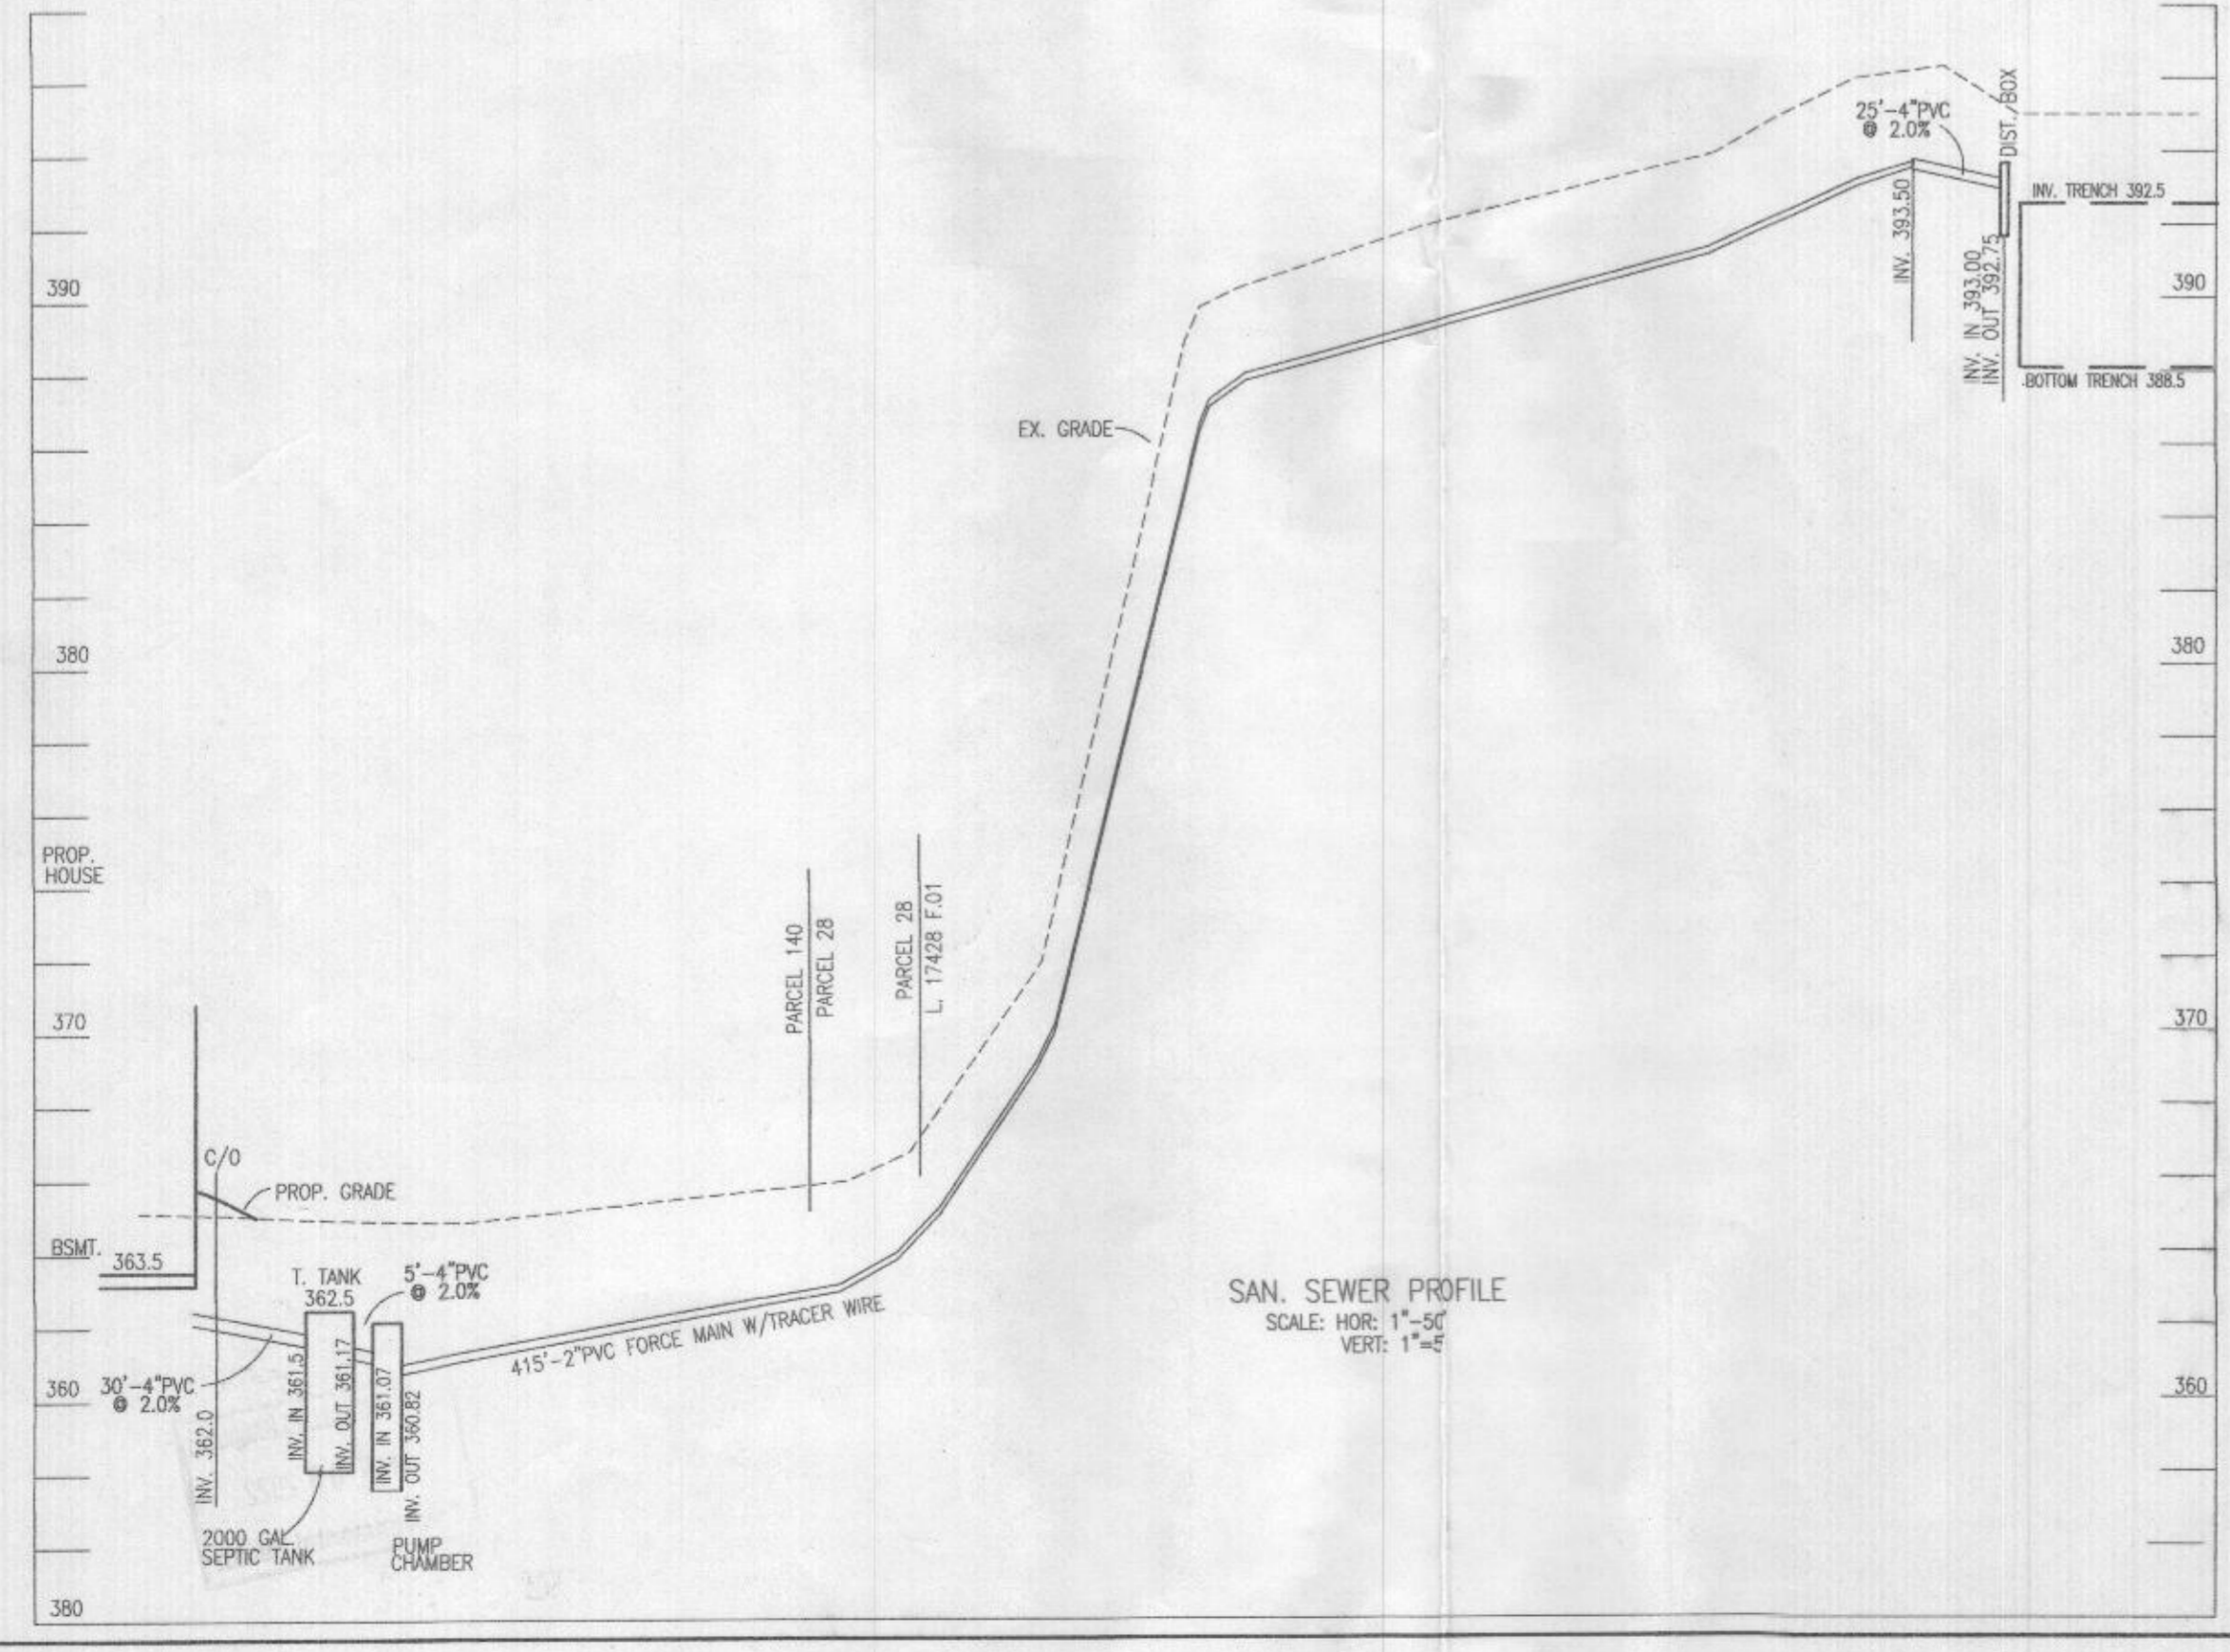 25'-4"PVC
@ 2.0%
DIST. BOX
INV. TRENCH 392.5
INV. 393.50
INV. IN 393.00
INV. OUT 392.75
390
390
BOTTOM TRENCH 388.5
EX. GRADE
380
380
PROP.
HOUSE
PARCEL 140
PARCEL 28
PARCEL 28
L. 17428 F.01
370
370
C/O
PROP. GRADE
BSMT.
363.5
T. TANK
362.5
5'-4"PVC
@ 2.0%
415'-2"PVC FORCE MAIN W/TRACER WIRE
SAN. SEWER PROFILE
SCALE: HOR: 1"-50'
VERT: 1"=5'
360
30'-4"PVC
@ 2.0%
360
INV. 362.0
INV. IN 361.5
INV. OUT 361.17
INV. IN 361.07
INV. OUT 360.82
2000 GAL.
SEPTIC TANK
PUMP
CHAMBER
380